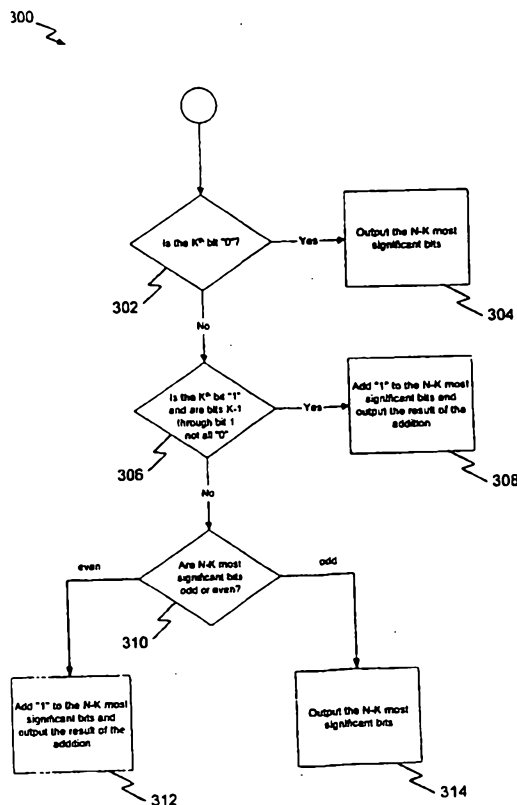 300
Is the Kth bit "0"?
Yes
Output the N-K most
significant bits
302
304
No
Is the Kth bit "1"
and are bits K-1
(through bit 1
not all "0"
Yes
Add "1" to the N-K most
significant bits and
output the result of the
addition
306
308
No
even
Are N-K most
significant bits
odd or even?
odd
310
Add "1" to the N-K most
significant bits and
output the result of the
addition
Output the N-K most
significant bits
312
314